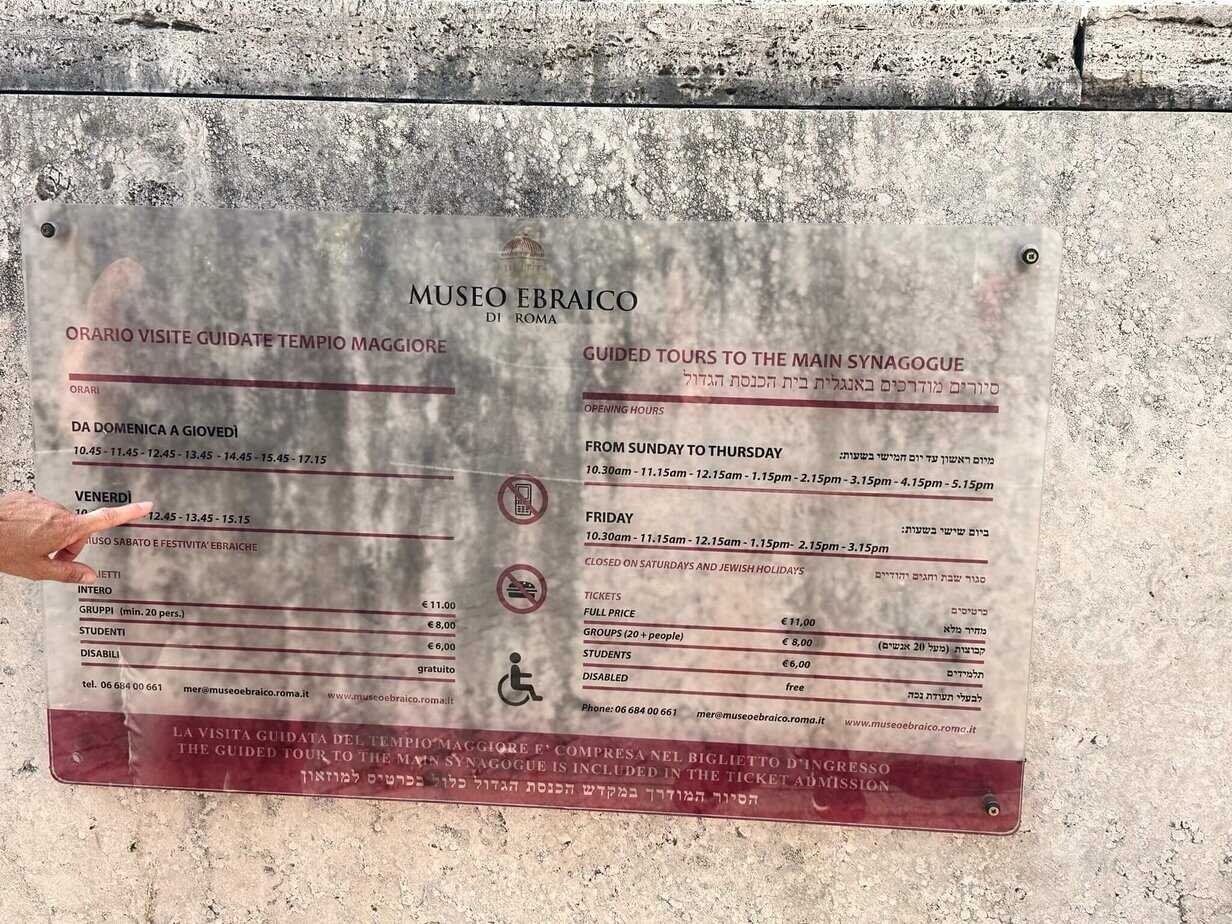 MUSEO EBRAICO
DI ROMA
ORARIO VISITE GUIDATE TEMPIO MAGGIORE
ORARI
DA DOMENICA A GIOVEDÌ
10.45 - 11.45 - 12.45 - 13.45 - 14.45 - 15.45 - 17.15
VENERDÌ
12.45 - 13.45 - 15.15
SABATO E FESTIVITA' EBRAICHE
INTERO € 11.00
GRUPPI (min. 20 pers.) € 8,00
STUDENTI € 6,00
DISABILI gratuito
tel. 06 684 00 661 mer@museoebraico.roma.it www.museoebraico.roma.it
GUIDED TOURS TO THE MAIN SYNAGOGUE
סיורים מודרכים באנגלית בית הכנסת הגדול
OPENING HOURS
FROM SUNDAY TO THURSDAY מיום ראשון עד יום חמישי בשעות:
10.30am - 11.15am - 12.15am - 1.15pm - 2.15pm - 3.15pm - 4.15pm - 5.15pm
FRIDAY ביום שישי בשעות:
10.30am - 11.15am - 12.15am - 1.15pm- 2.15pm - 3.15pm
CLOSED ON SATURDAYS AND JEWISH HOLIDAYS סגור שבת וחגים יהודיים
TICKETS כרטיסים
FULL PRICE € 11,00 מחיר מלא
GROUPS (20 + people) € 8,00 קבוצות (מעל 20 אנשים)
STUDENTS €6,00 תלמידים
DISABLED free לבעלי תעודת נכה
Phone: 06 684 00 661 mer@museoebraico.roma.it www.museoebraico.roma.it
LA VISITA GUIDATA DEL TEMPIO MAGGIORE E' COMPRESA NEL BIGLIETTO D'INGRESSO
THE GUIDED TOUR TO THE MAIN SYNAGOGUE IS INCLUDED IN THE TICKET ADMISSION
הסיור המודרך במקדש הכנסת הגדול כלול בכרטיס למוזאון